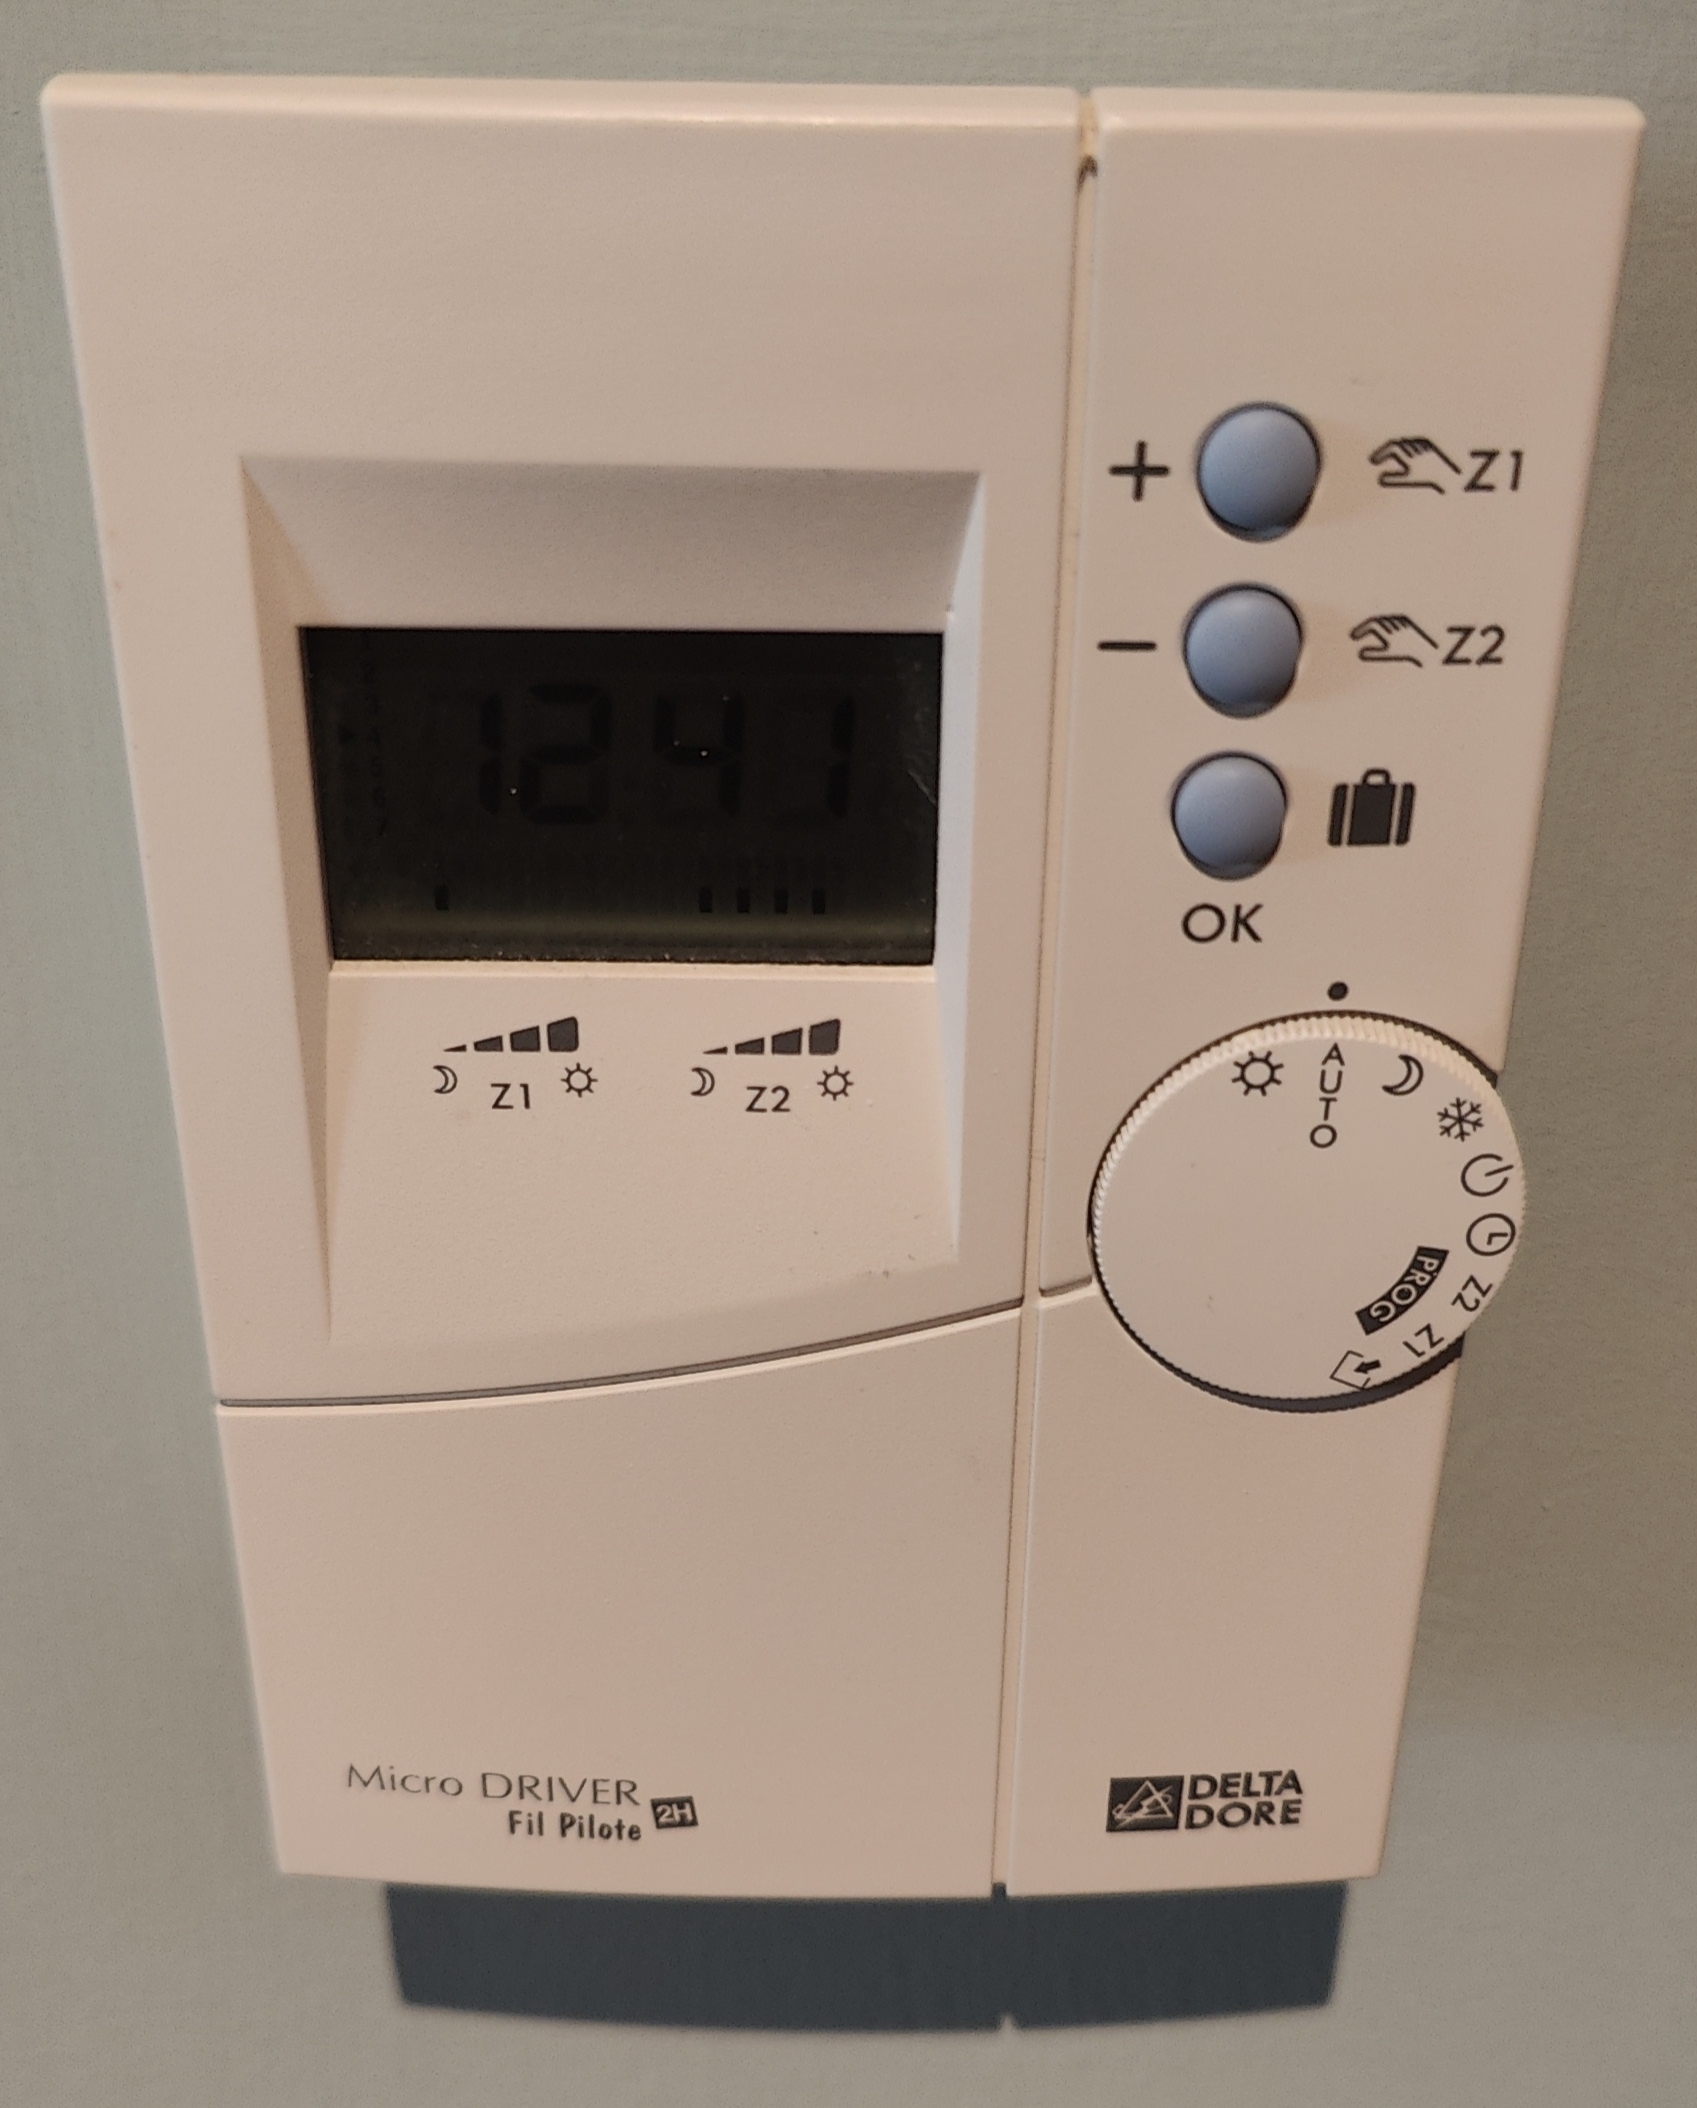 + Z1
12 41
- Z2
OK
Z1
Z2
AUTO
PROG
Z2
Z1
Micro DRIVER
Fil Pilote 2H
DELTA
DORE